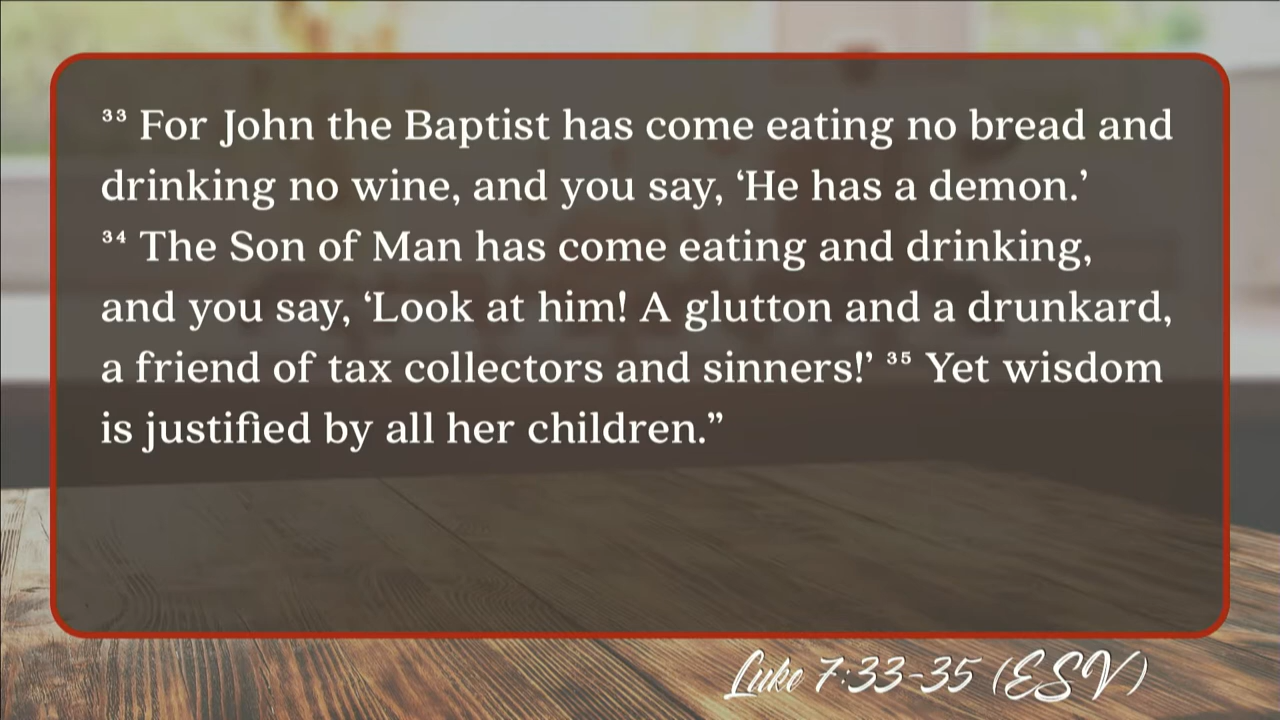 ³³ For John the Baptist has come eating no bread and
drinking no wine, and you say, ‘He has a demon.’
³⁴ The Son of Man has come eating and drinking,
and you say, ‘Look at him! A glutton and a drunkard,
a friend of tax collectors and sinners!’ ³⁵ Yet wisdom
is justified by all her children.”
Luke 7:33-35 (ESV)